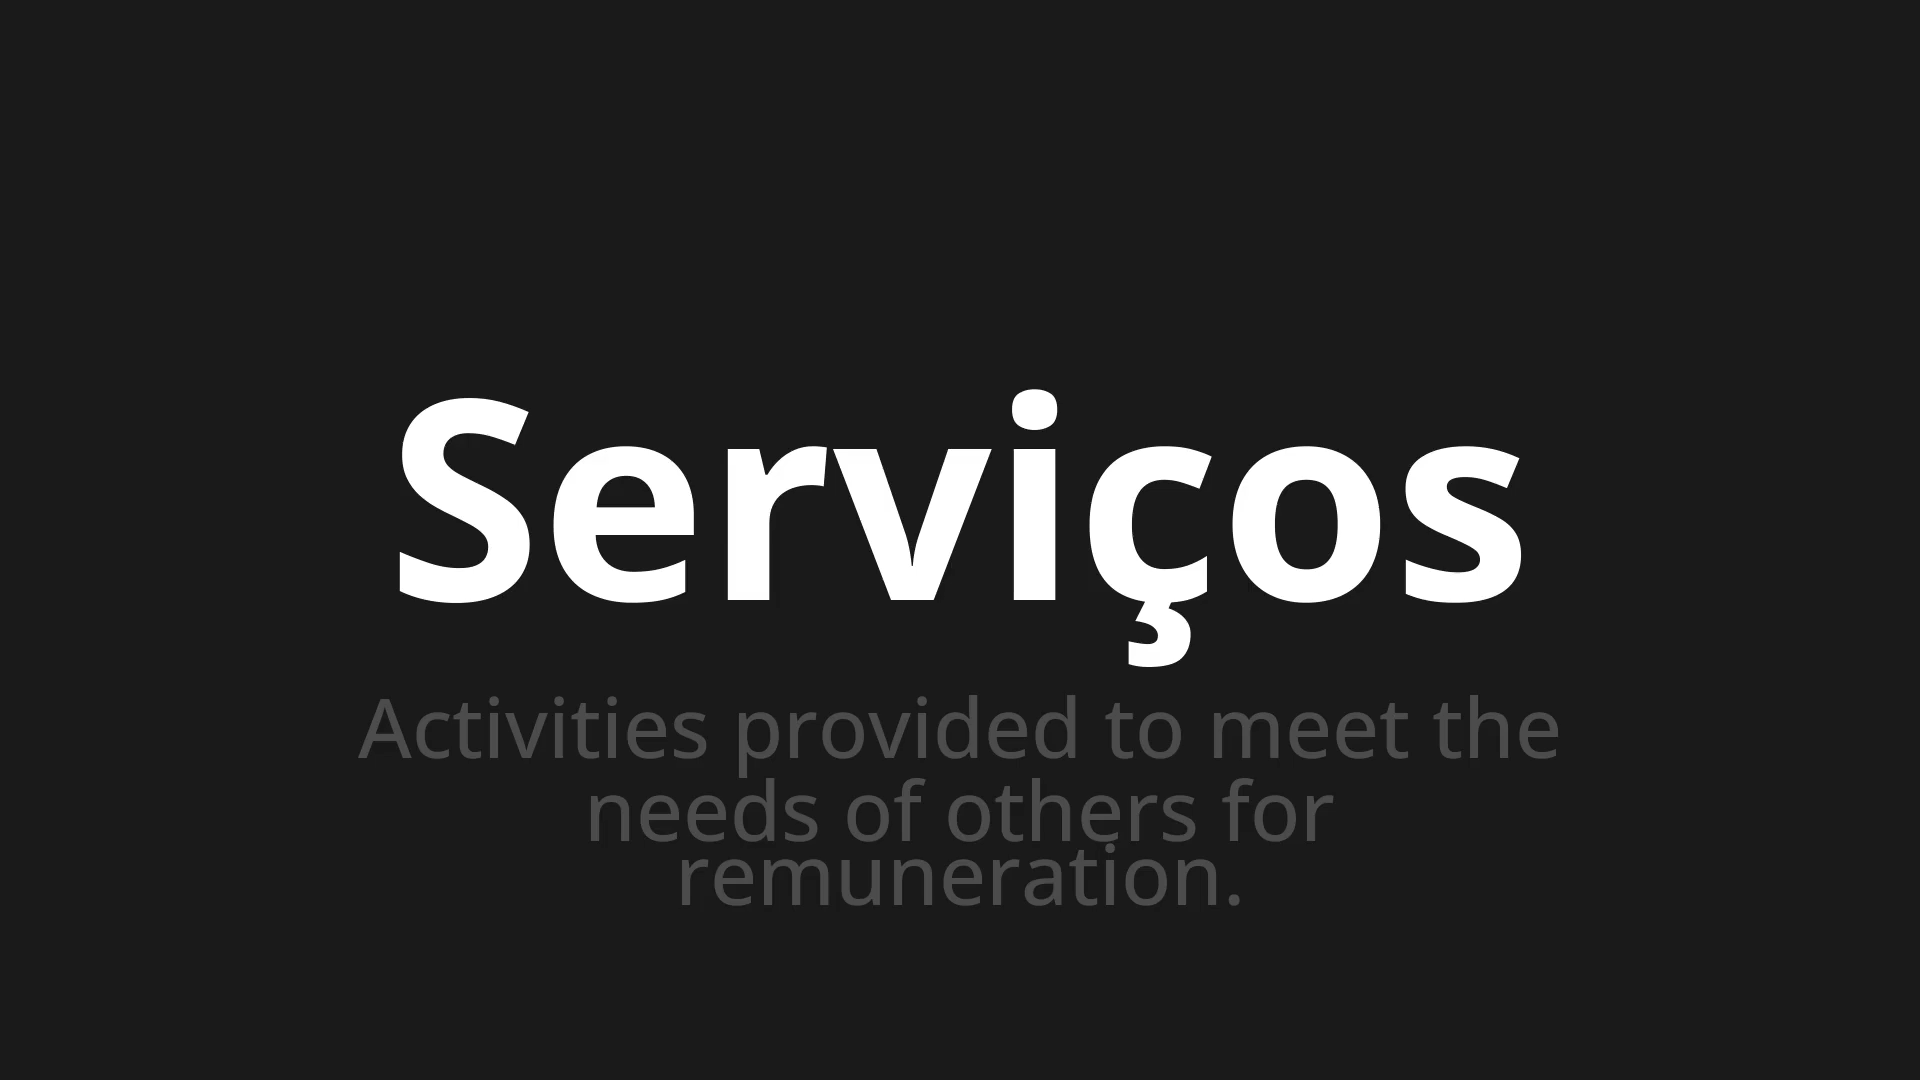 Serviços
Activities provided to meet the
needs of others for
remuneration.